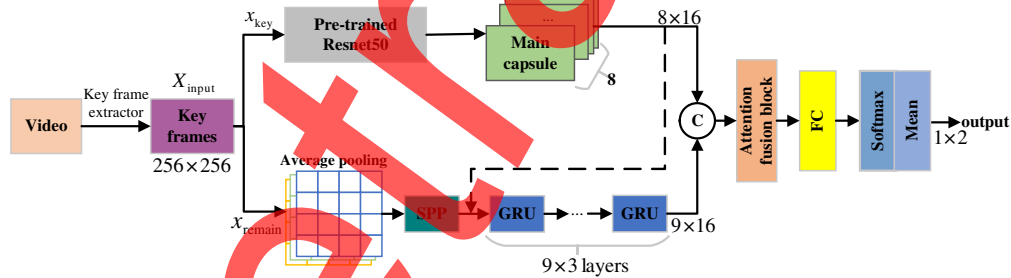 x_key
Pre-trained
Resnet50
...
Main
capsule
8
8×16
X_input
Key frame
extractor
Video
Key
frames
256×256
Average pooling
x_remain
SPP
GRU
...
GRU
9×16
9×3 layers
C
Attention
fusion block
FC
Softmax
Mean
output
1×2